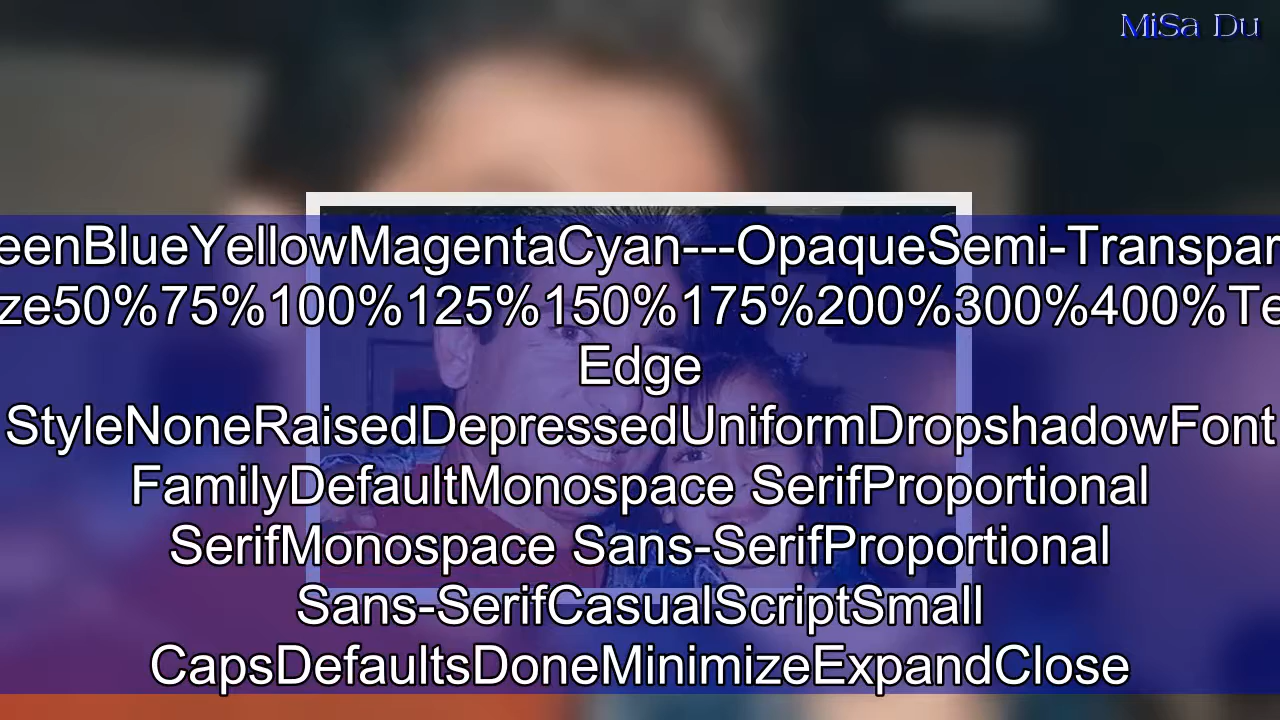 MiSa Du
eenBlueYellowMagentaCyan---OpaqueSemi-Transpar
ze50%75%100%125%150%175%200%300%400%Te
Edge
StyleNoneRaisedDepressedUniformDropshadowFont
FamilyDefaultMonospace SerifProportional
SerifMonospace Sans-SerifProportional
Sans-SerifCasualScriptSmall
CapsDefaultsDoneMinimizeExpandClose